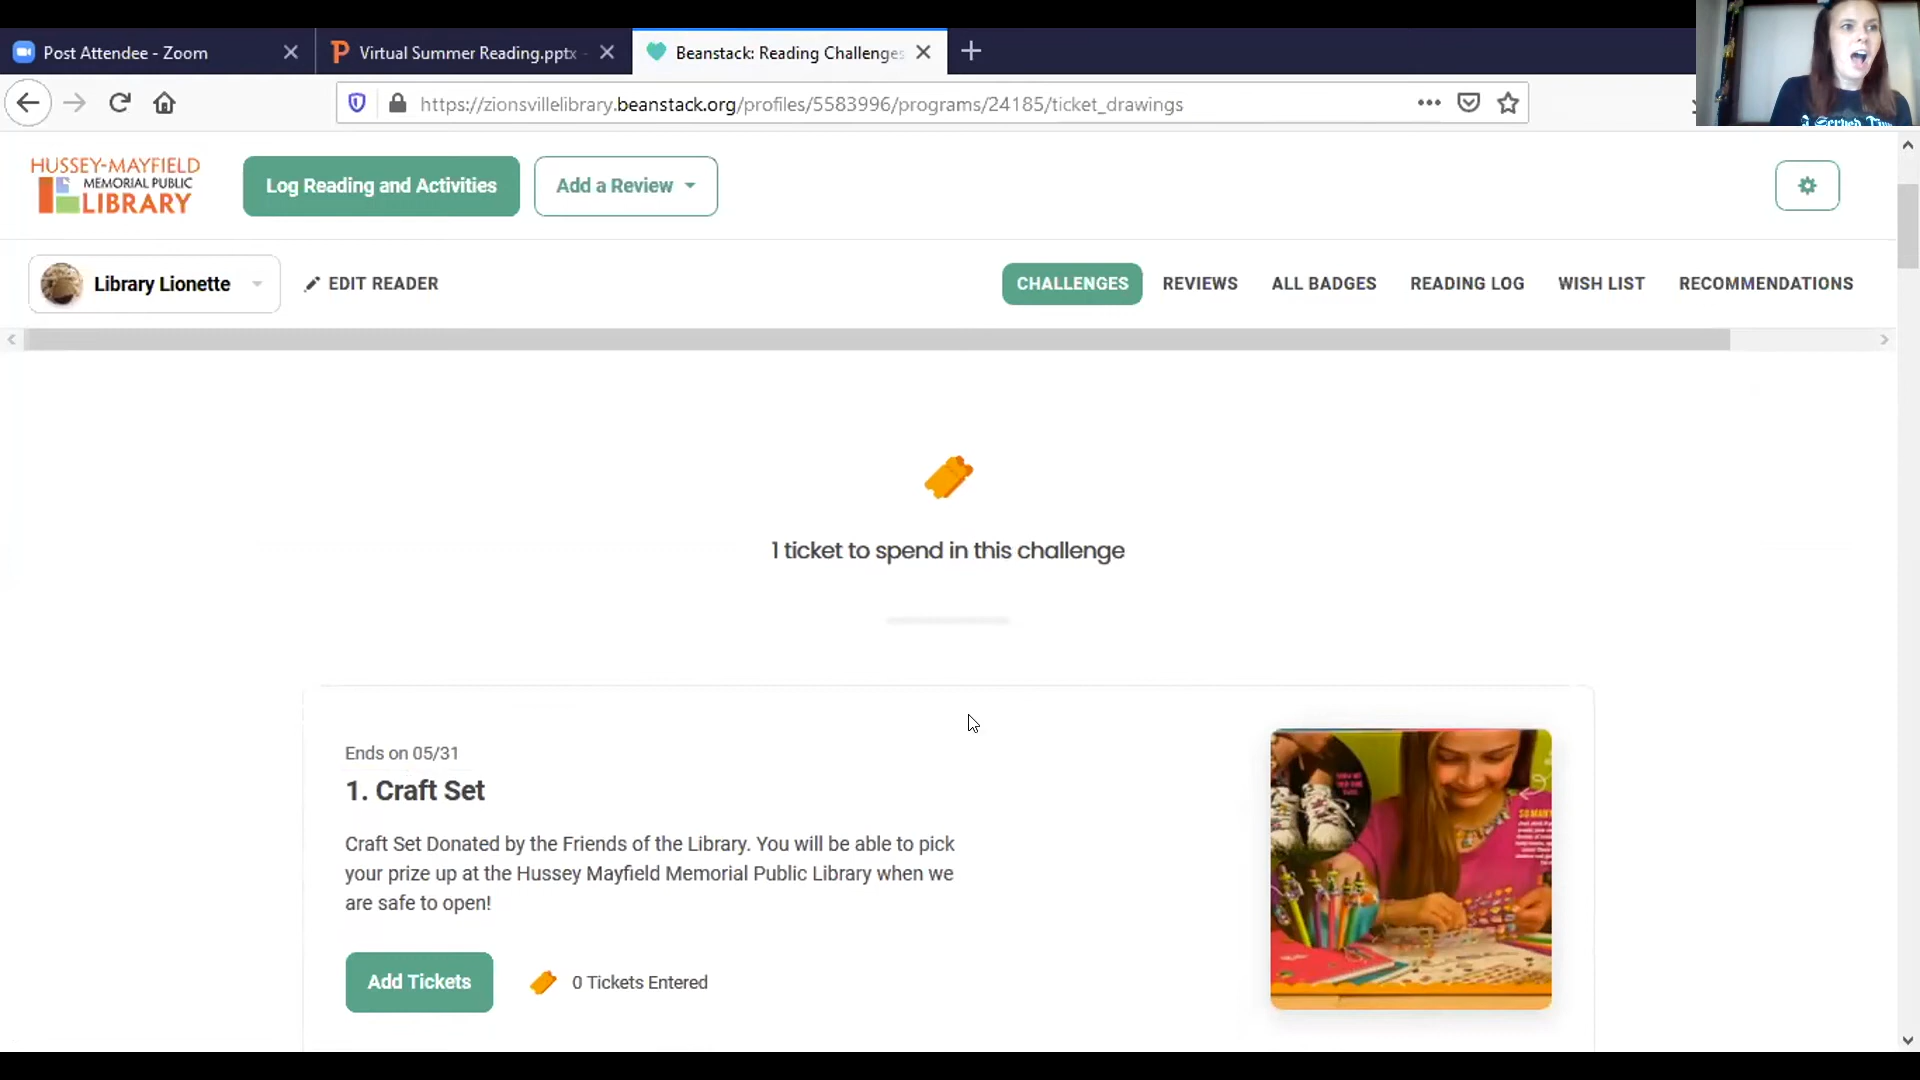 Post Attendee - Zoom
Virtual Summer Reading.pptx -
Beanstack: Reading Challenges
https://zionsvillelibrary.beanstack.org/profiles/5583996/programs/24185/ticket_drawings
HUSSEY-MAYFIELD
MEMORIAL PUBLIC
LIBRARY
Log Reading and Activities
Add a Review
Library Lionette
EDIT READER
CHALLENGES
REVIEWS
ALL BADGES
READING LOG
WISH LIST
RECOMMENDATIONS
1 ticket to spend in this challenge
Ends on 05/31
1. Craft Set
Craft Set Donated by the Friends of the Library. You will be able to pick
your prize up at the Hussey Mayfield Memorial Public Library when we
are safe to open!
Add Tickets
0 Tickets Entered
SO MANY
I Served